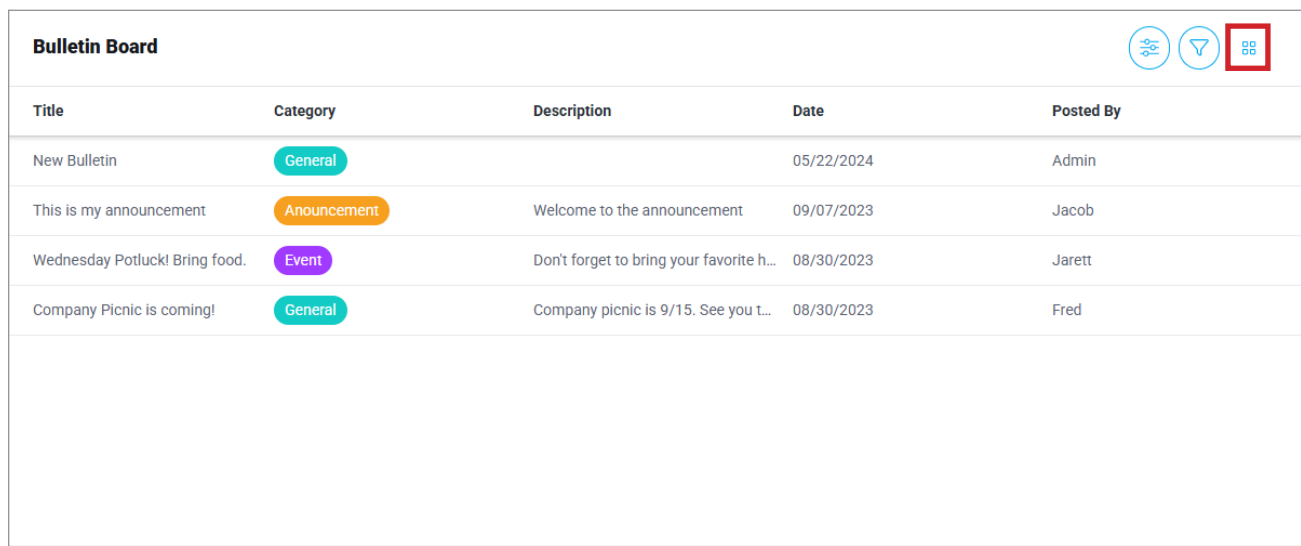 Bulletin Board
Title Category Description Date Posted By
New Bulletin General 05/22/2024 Admin
This is my announcement Anouncement Welcome to the announcement 09/07/2023 Jacob
Wednesday Potluck! Bring food. Event Don't forget to bring your favorite h... 08/30/2023 Jarett
Company Picnic is coming! General Company picnic is 9/15. See you t... 08/30/2023 Fred